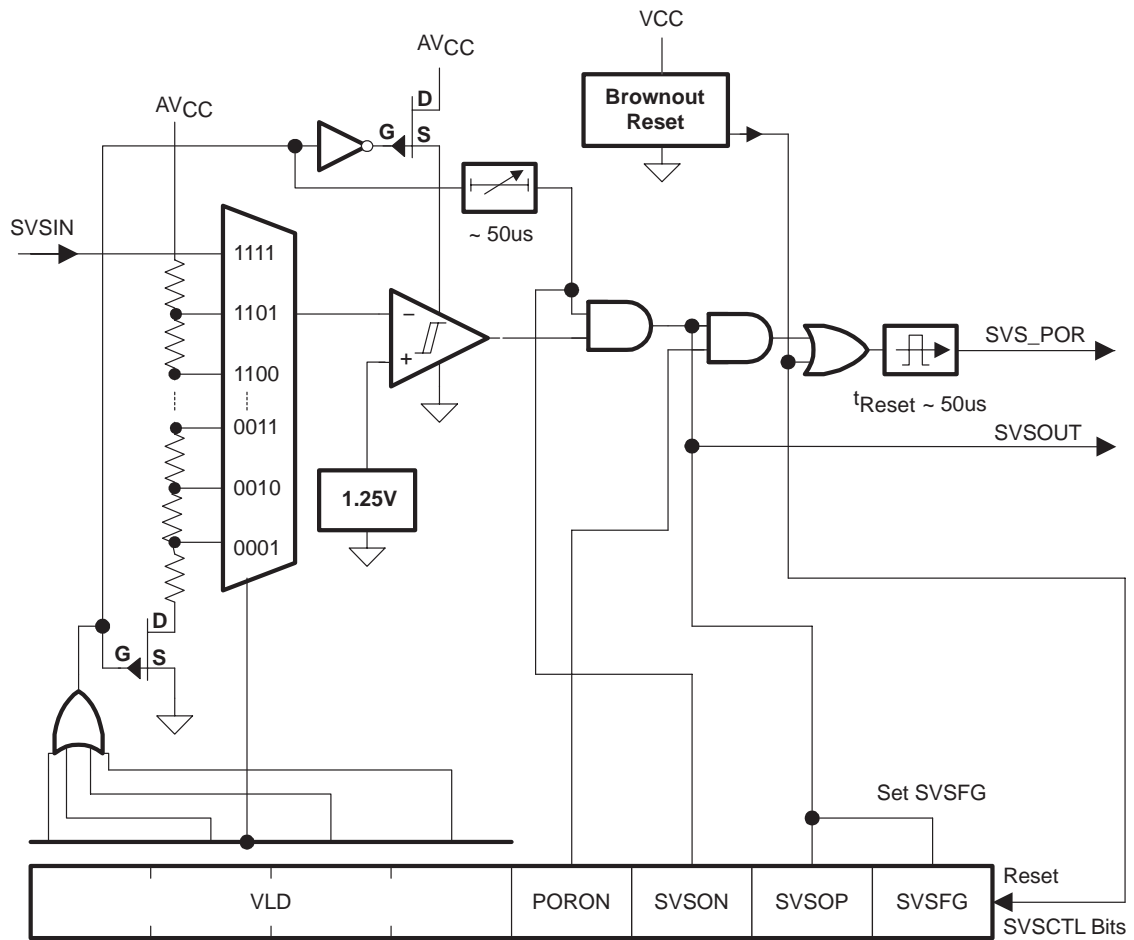 VCC
AVCC
Brownout
Reset
AVCC
D
G
S
SVSIN
~ 50us
1111
1101
–
+
1100
SVS_POR
tReset ~ 50us
0011
SVSOUT
0010
1.25V
0001
D
G
S
Set SVSFG
VLD
PORON
SVSON
SVSOP
SVSFG
Reset
SVSCTL Bits